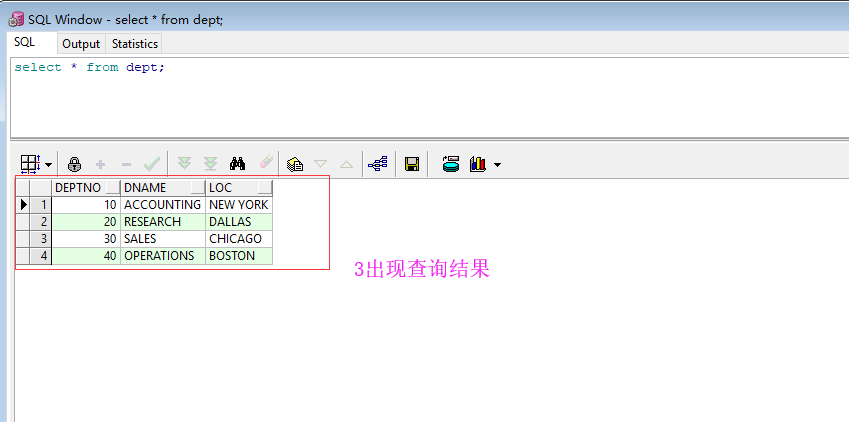 SQL Window - select * from dept;
SQL Output Statistics
select * from dept;
DEPTNO DNAME LOC
1 10 ACCOUNTING NEW YORK
2 20 RESEARCH DALLAS
3 30 SALES CHICAGO
4 40 OPERATIONS BOSTON
3出现查询结果